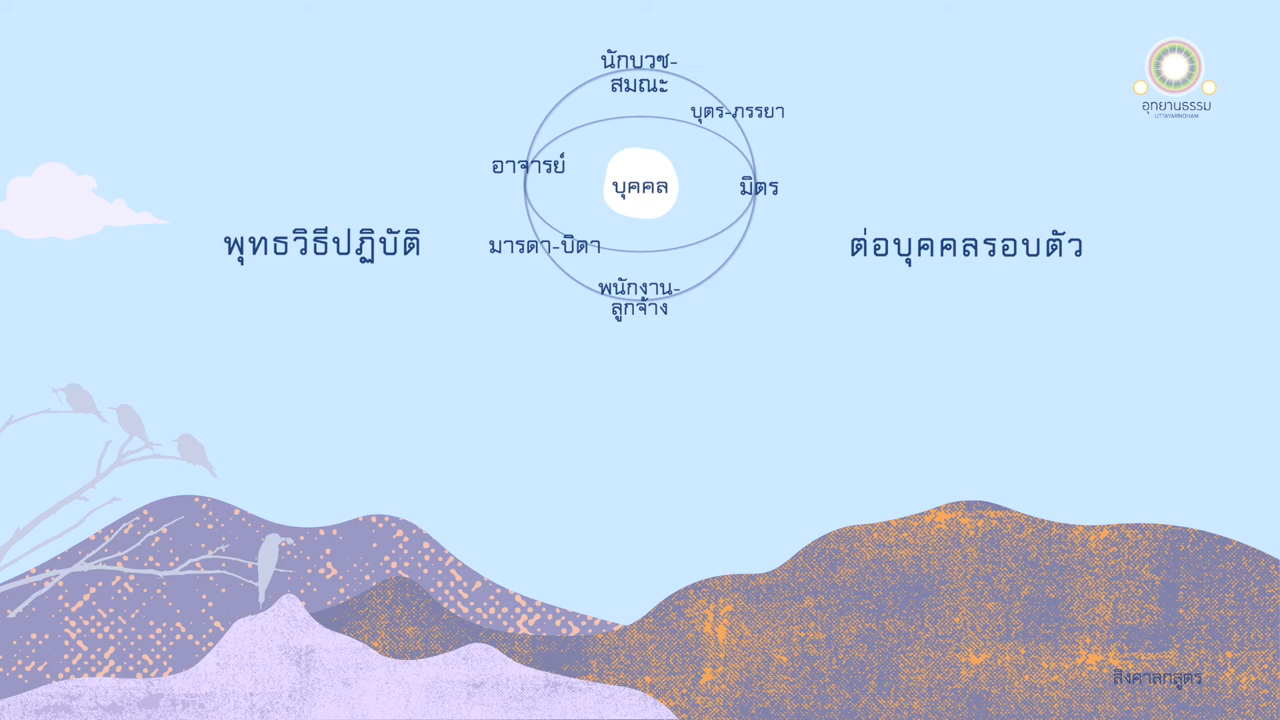 นักบวช-
สมณะ
บุตร-ภรรยา
อาจารย์
บุคคล
มิตร
มารดา-บิดา
พนักงาน-
ลูกจ้าง
พุทธวิธีปฏิบัติ
ต่อบุคคลรอบตัว
อุทยานธรรม
UTTAYARNDHAM
สิงคาลกสูตร